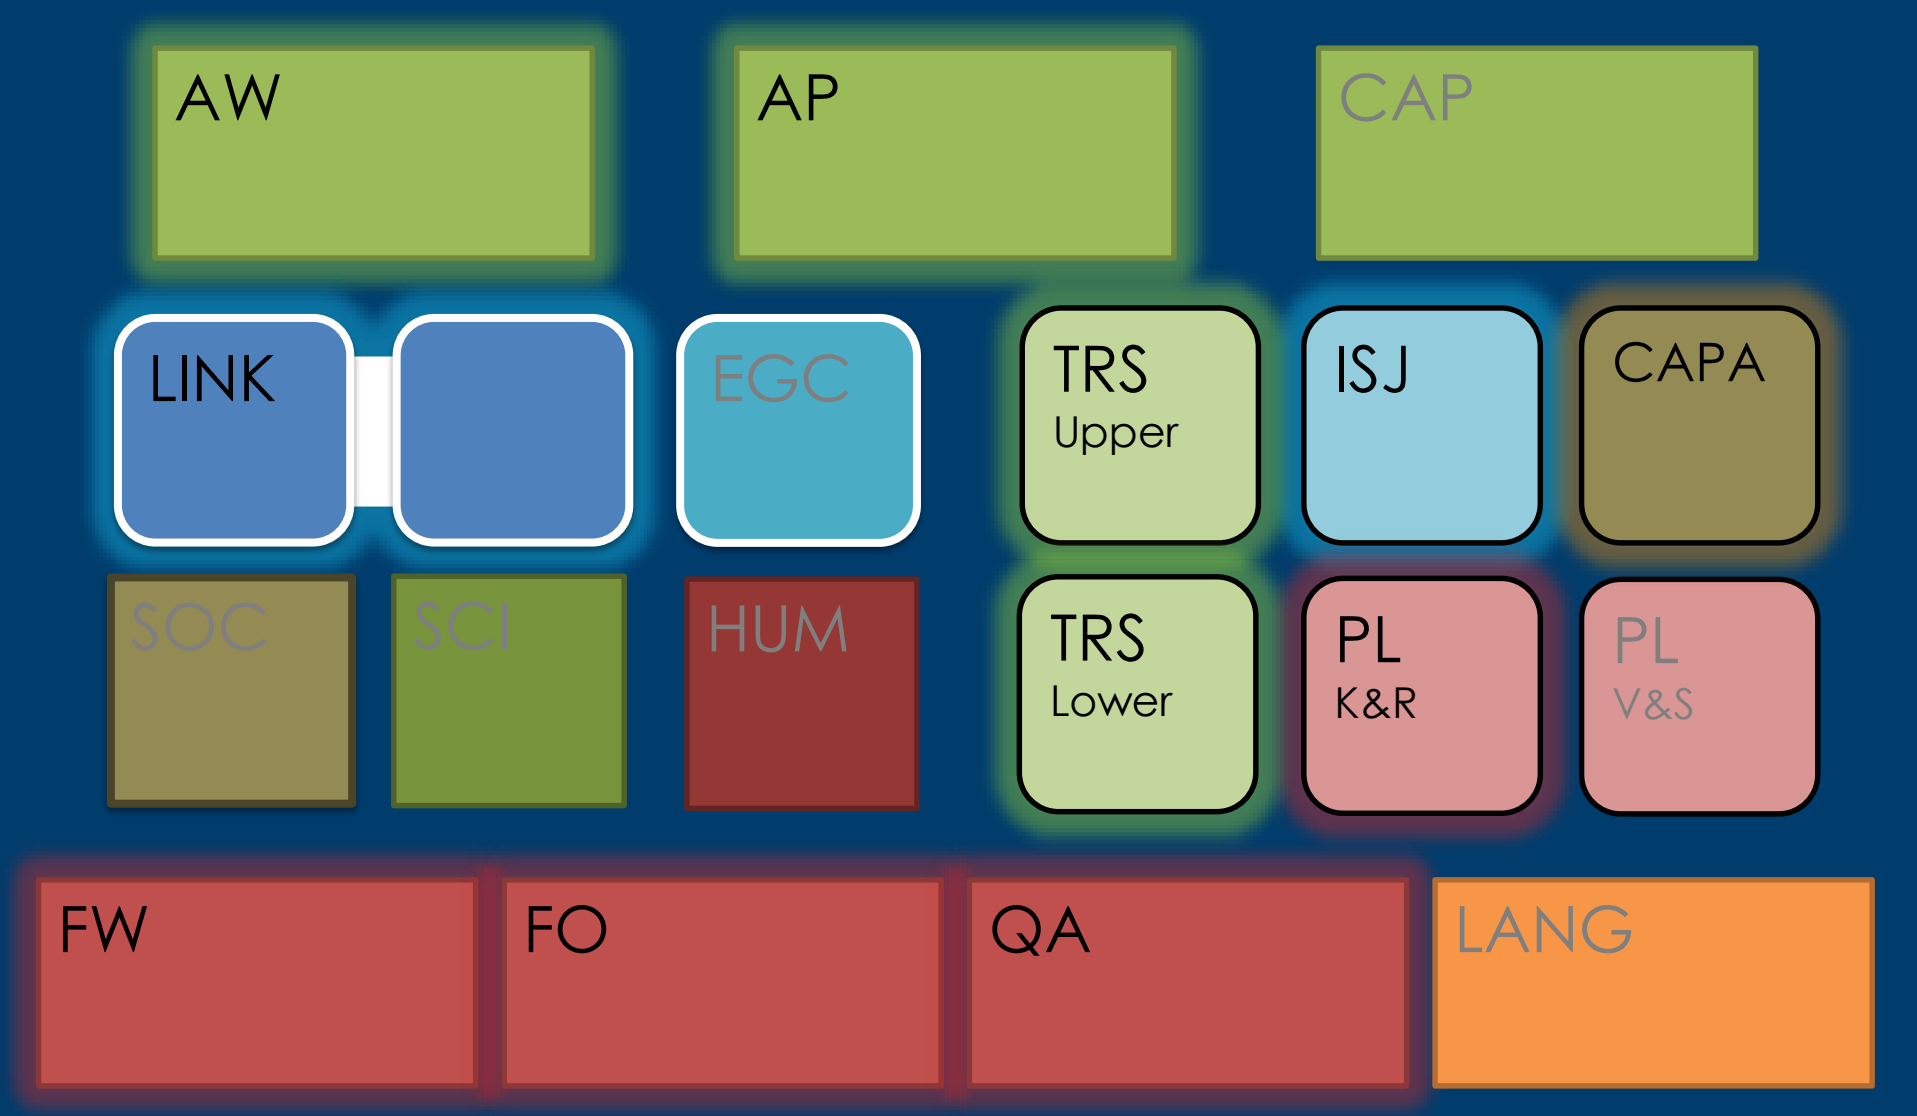 AW
AP
CAP
LINK
EGC
TRS
Upper
ISJ
CAPA
SOC
SCI
HUM
TRS
Lower
PL
K&R
PL
V&S
FW
FO
QA
LANG